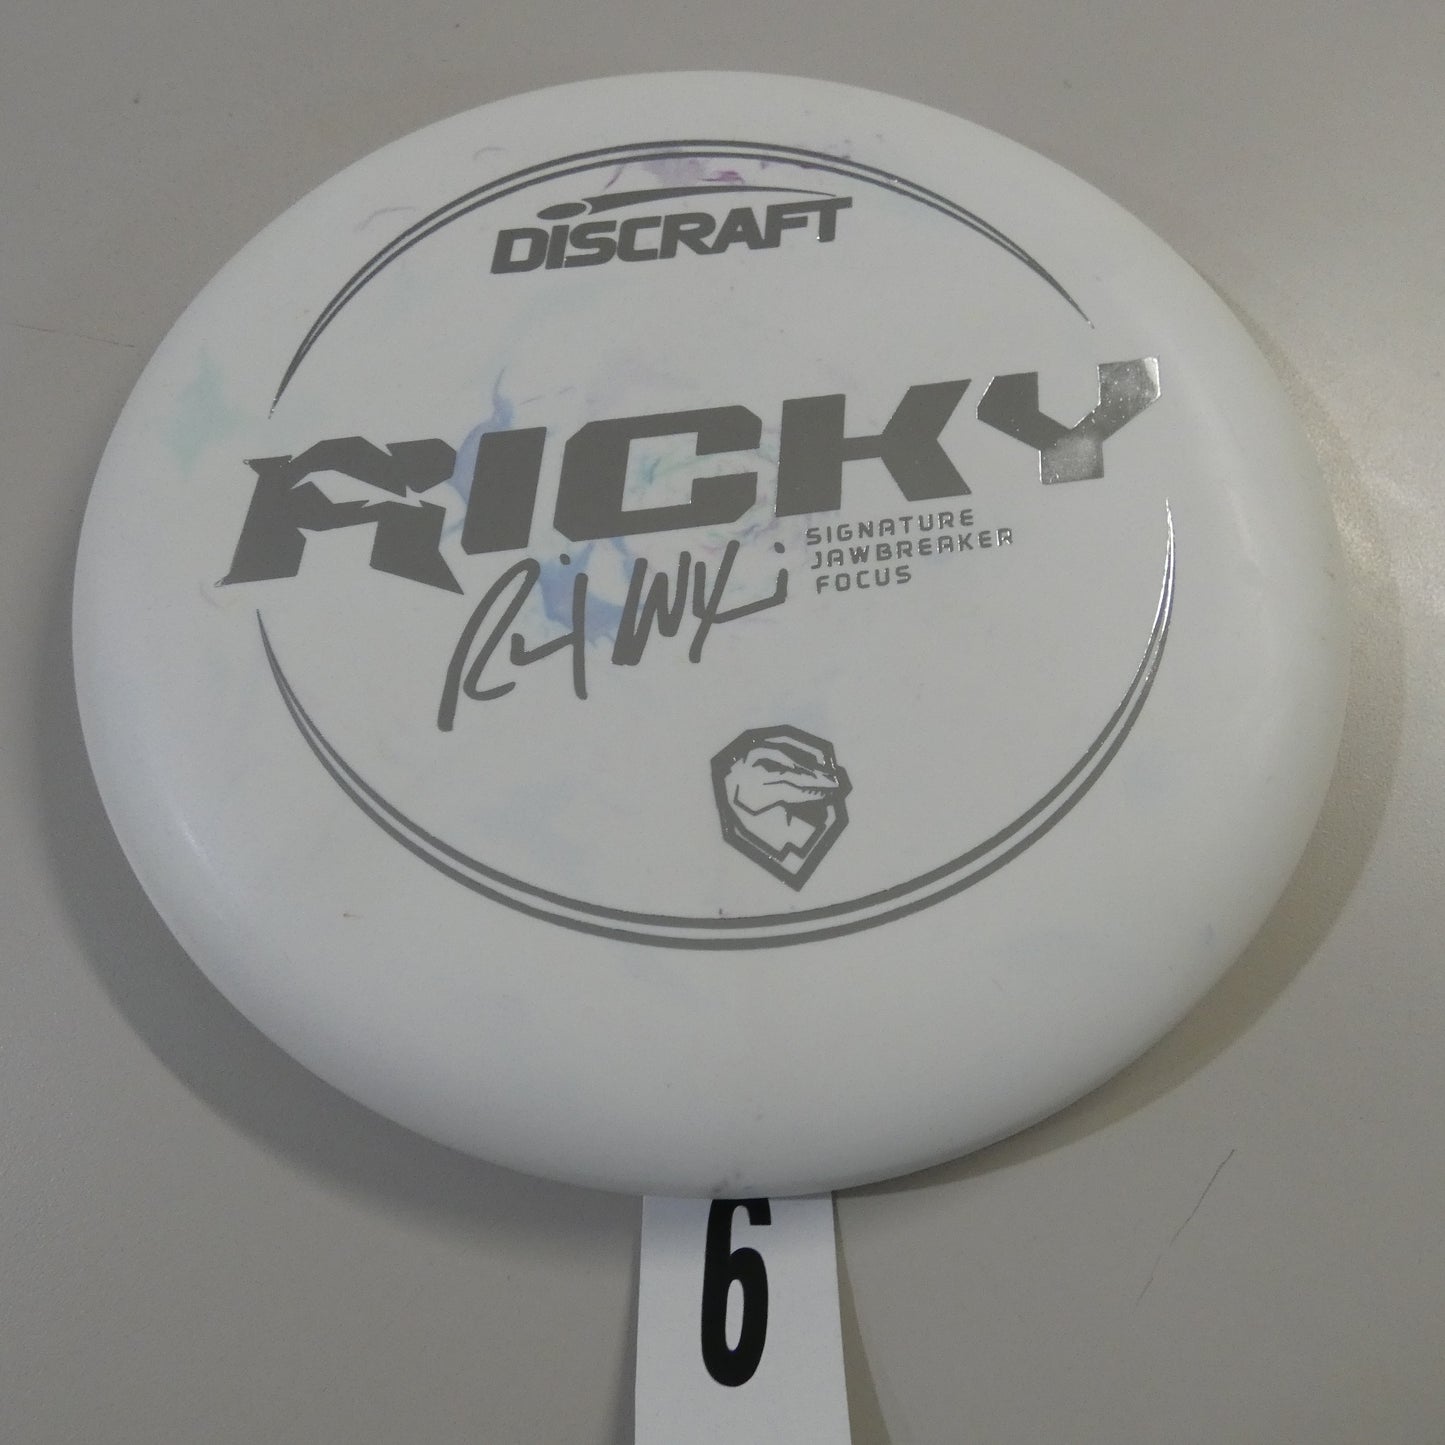 DISCRAFT
RICKY
SIGNATURE
JAWBREAKER
FOCUS
6